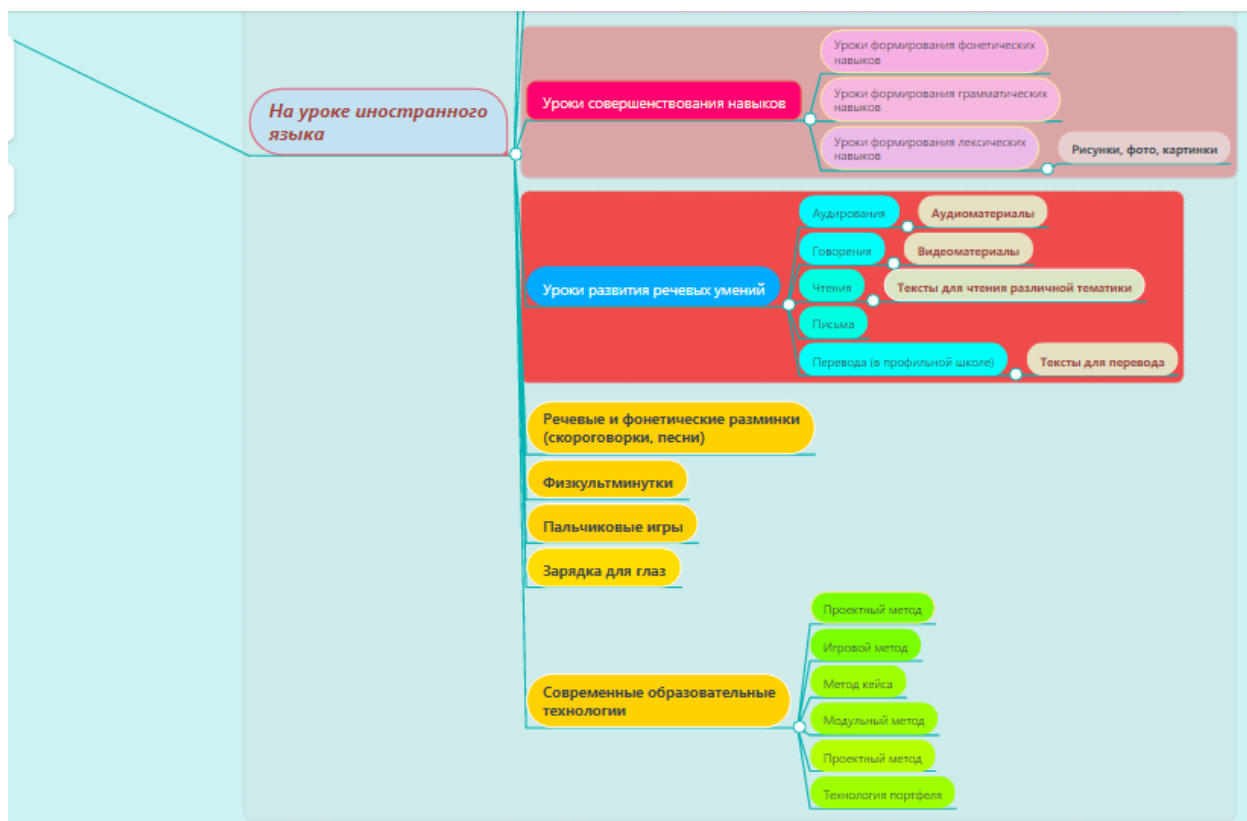 На уроке иностранного
языка
Уроки совершенствования навыков
Уроки формирования фонетических
навыков
Уроки формирования грамматических
навыков
Уроки формирования лексических
навыков
Рисунки, фото, картинки
Уроки развития речевых умений
Аудирования
Аудиоматериалы
Говорения
Видеоматериалы
Чтения
Тексты для чтения различной тематики
Письма
Перевода (в профильной школе)
Тексты для перевода
Речевые и фонетические разминки
(скороговорки, песни)
Физкультминутки
Пальчиковые игры
Зарядка для глаз
Современные образовательные
технологии
Проектный метод
Игровой метод
Метод кейса
Модульный метод
Проектный метод
Технология портфеля